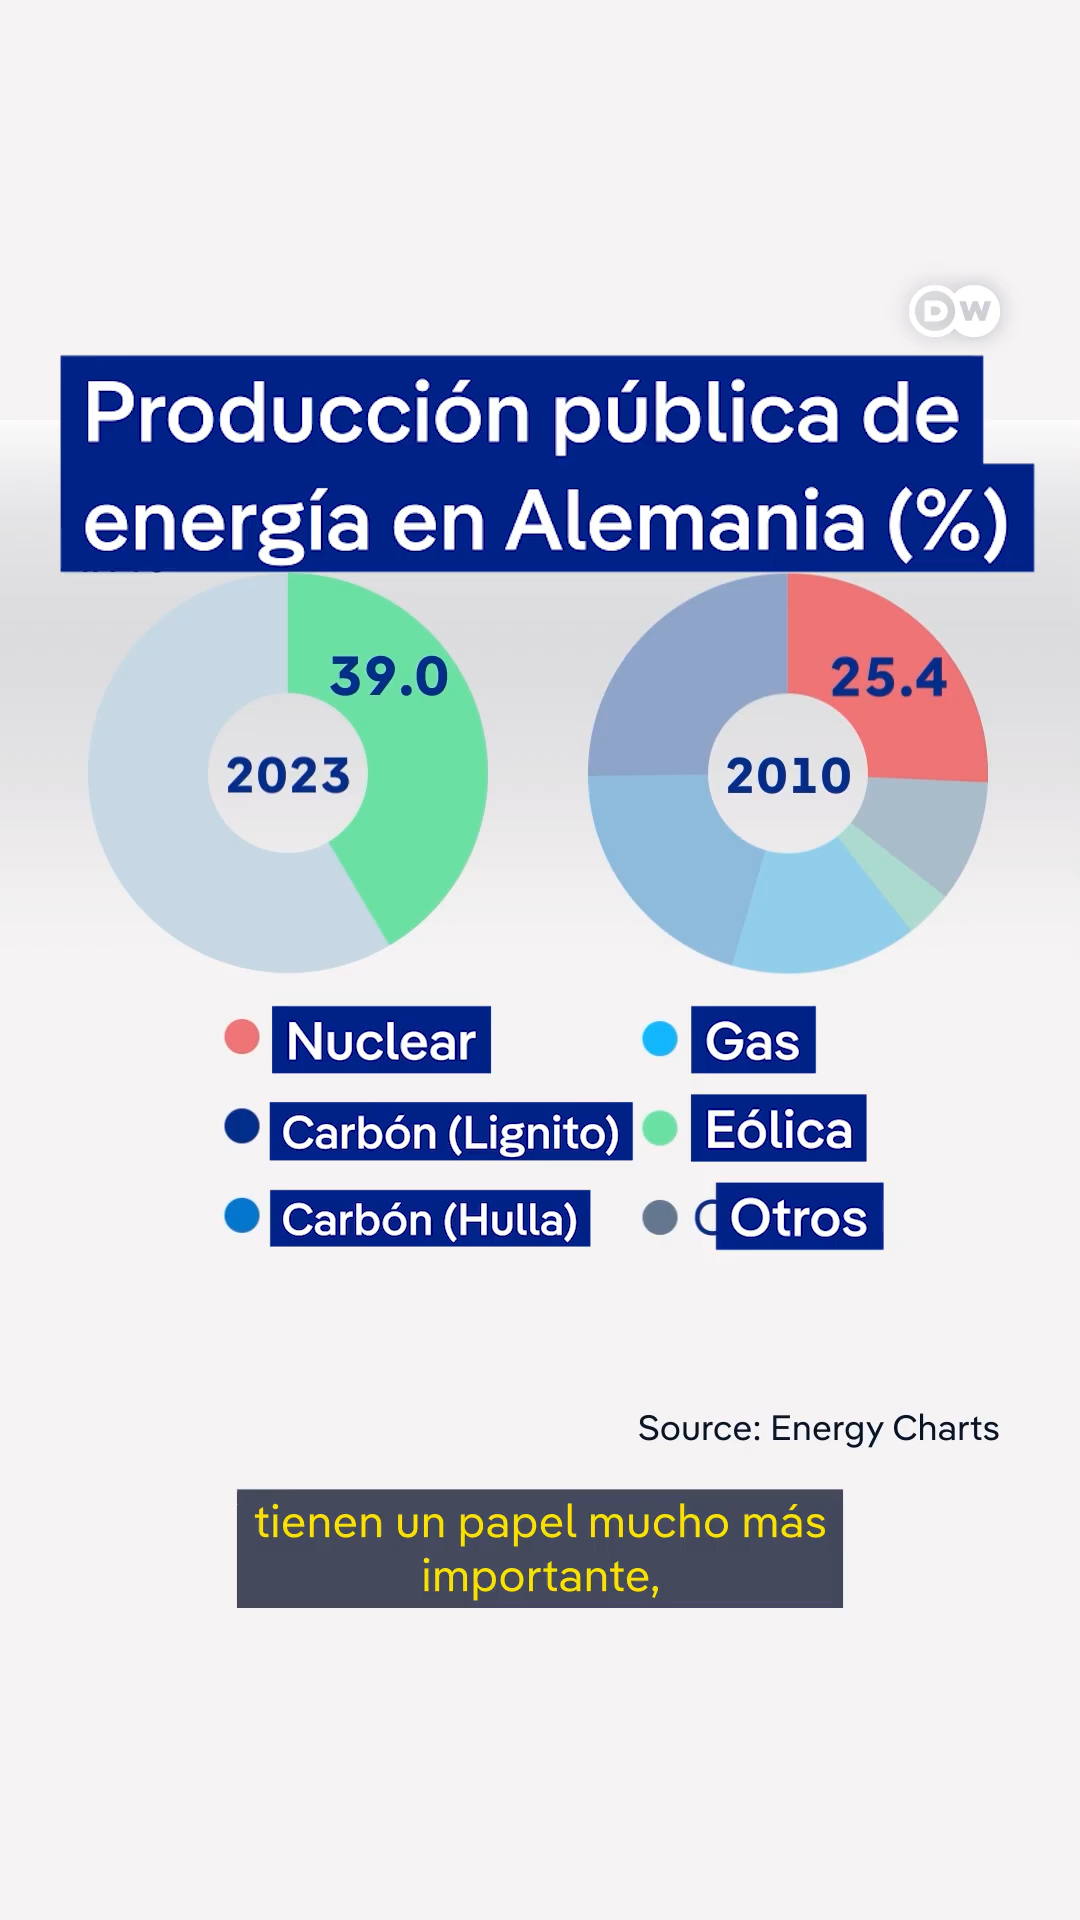 DW
Producción pública de
energía en Alemania (%)
39.0
25.4
2023
2010
Nuclear
Gas
Carbón (Lignito)
Eólica
Carbón (Hulla)
Otros
Source: Energy Charts
tienen un papel mucho más
importante,